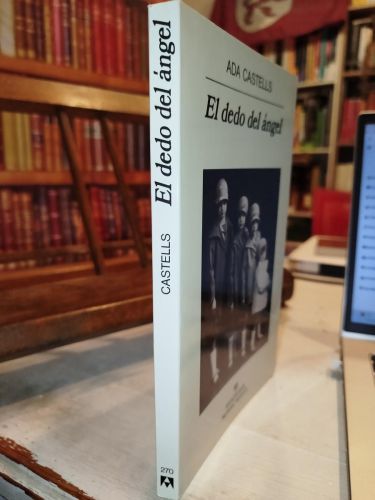 El dedo del ángel
CASTELLS
270
ADA CASTELLS
El dedo del ángel